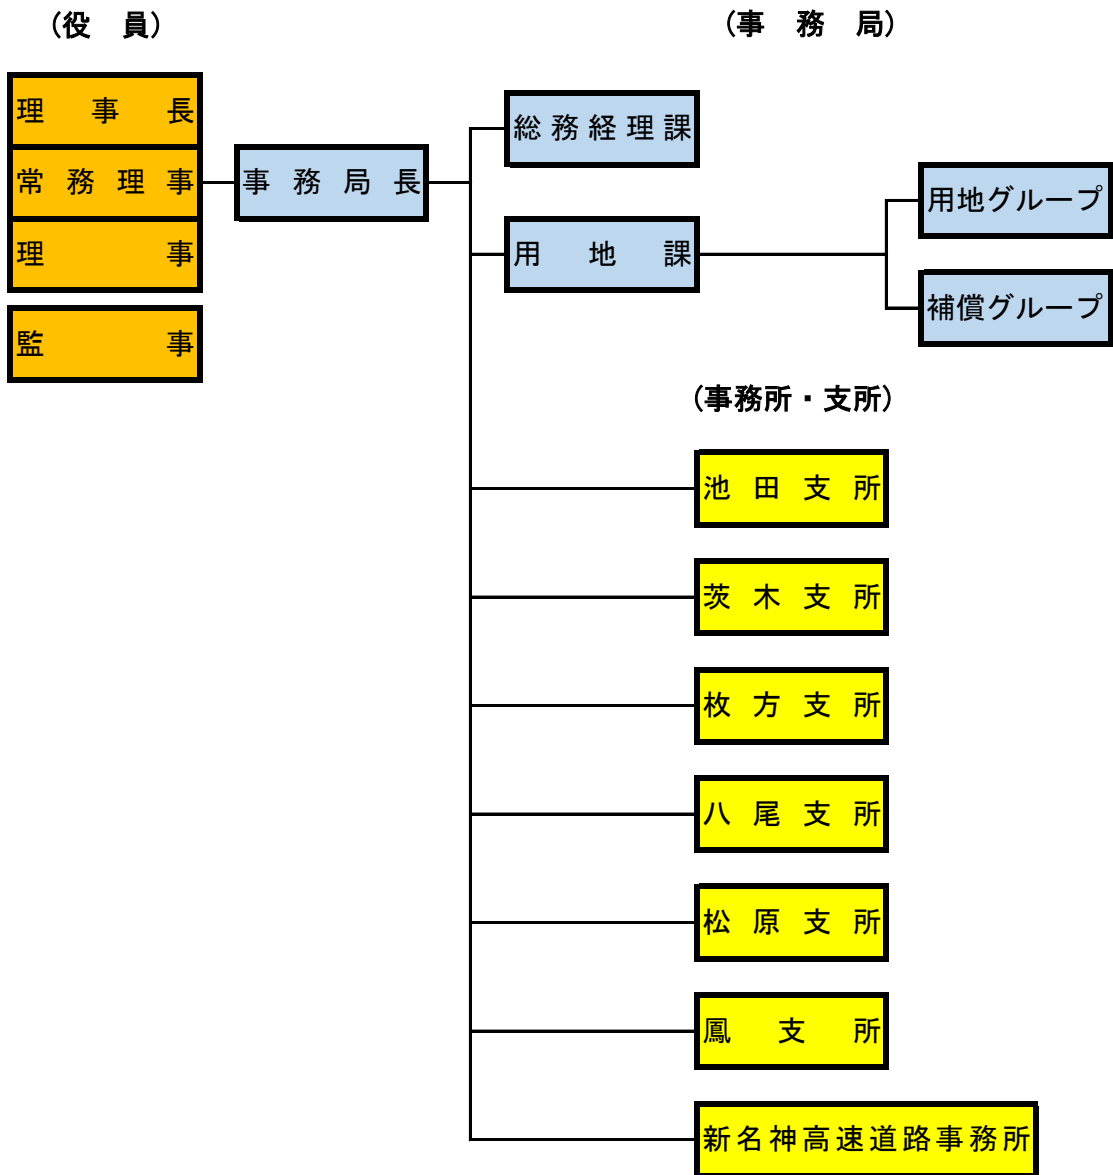 （役　員）
（事　務　局）
理事長
常務理事
理事
監事
事務局長
総務経理課
用地課
用地グループ
補償グループ
（事務所・支所）
池田支所
茨木支所
枚方支所
八尾支所
松原支所
鳳支所
新名神高速道路事務所